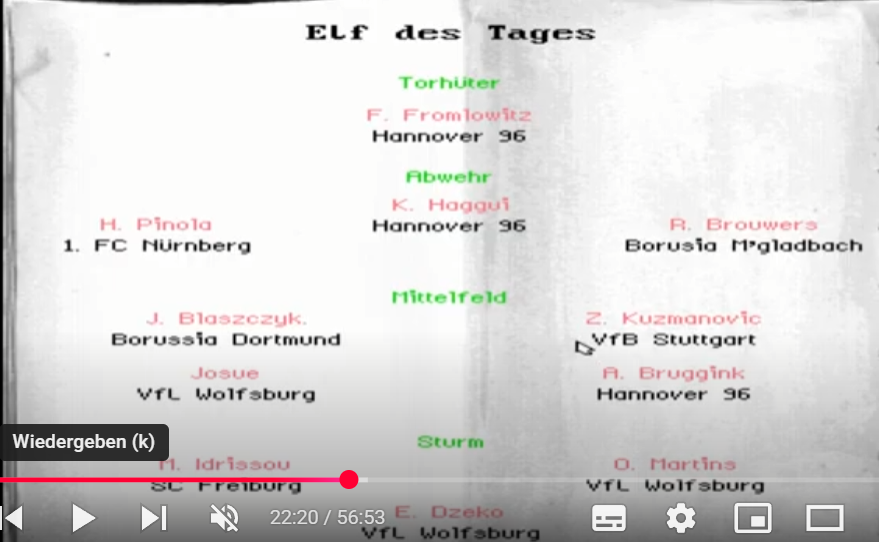 Elf des Tages
Torhüter
F. Fromlowitz
Hannover 96
Abwehr
K. Haggui
Hannover 96
H. Pinola
1. FC Nürnberg
R. Brouwers
Borusia M'gladbach
Mittelfeld
J. Blaszczyk.
Borussia Dortmund
Z. Kuzmanovic
VfB Stuttgart
Josue
VfL Wolfsburg
A. Bruggink
Hannover 96
Wiedergeben (k)
Sturm
M. Idrissou
SC Freiburg
O. Martins
VfL Wolfsburg
E. Dzeko
VfL Wolfsburg
22:20 / 56:53